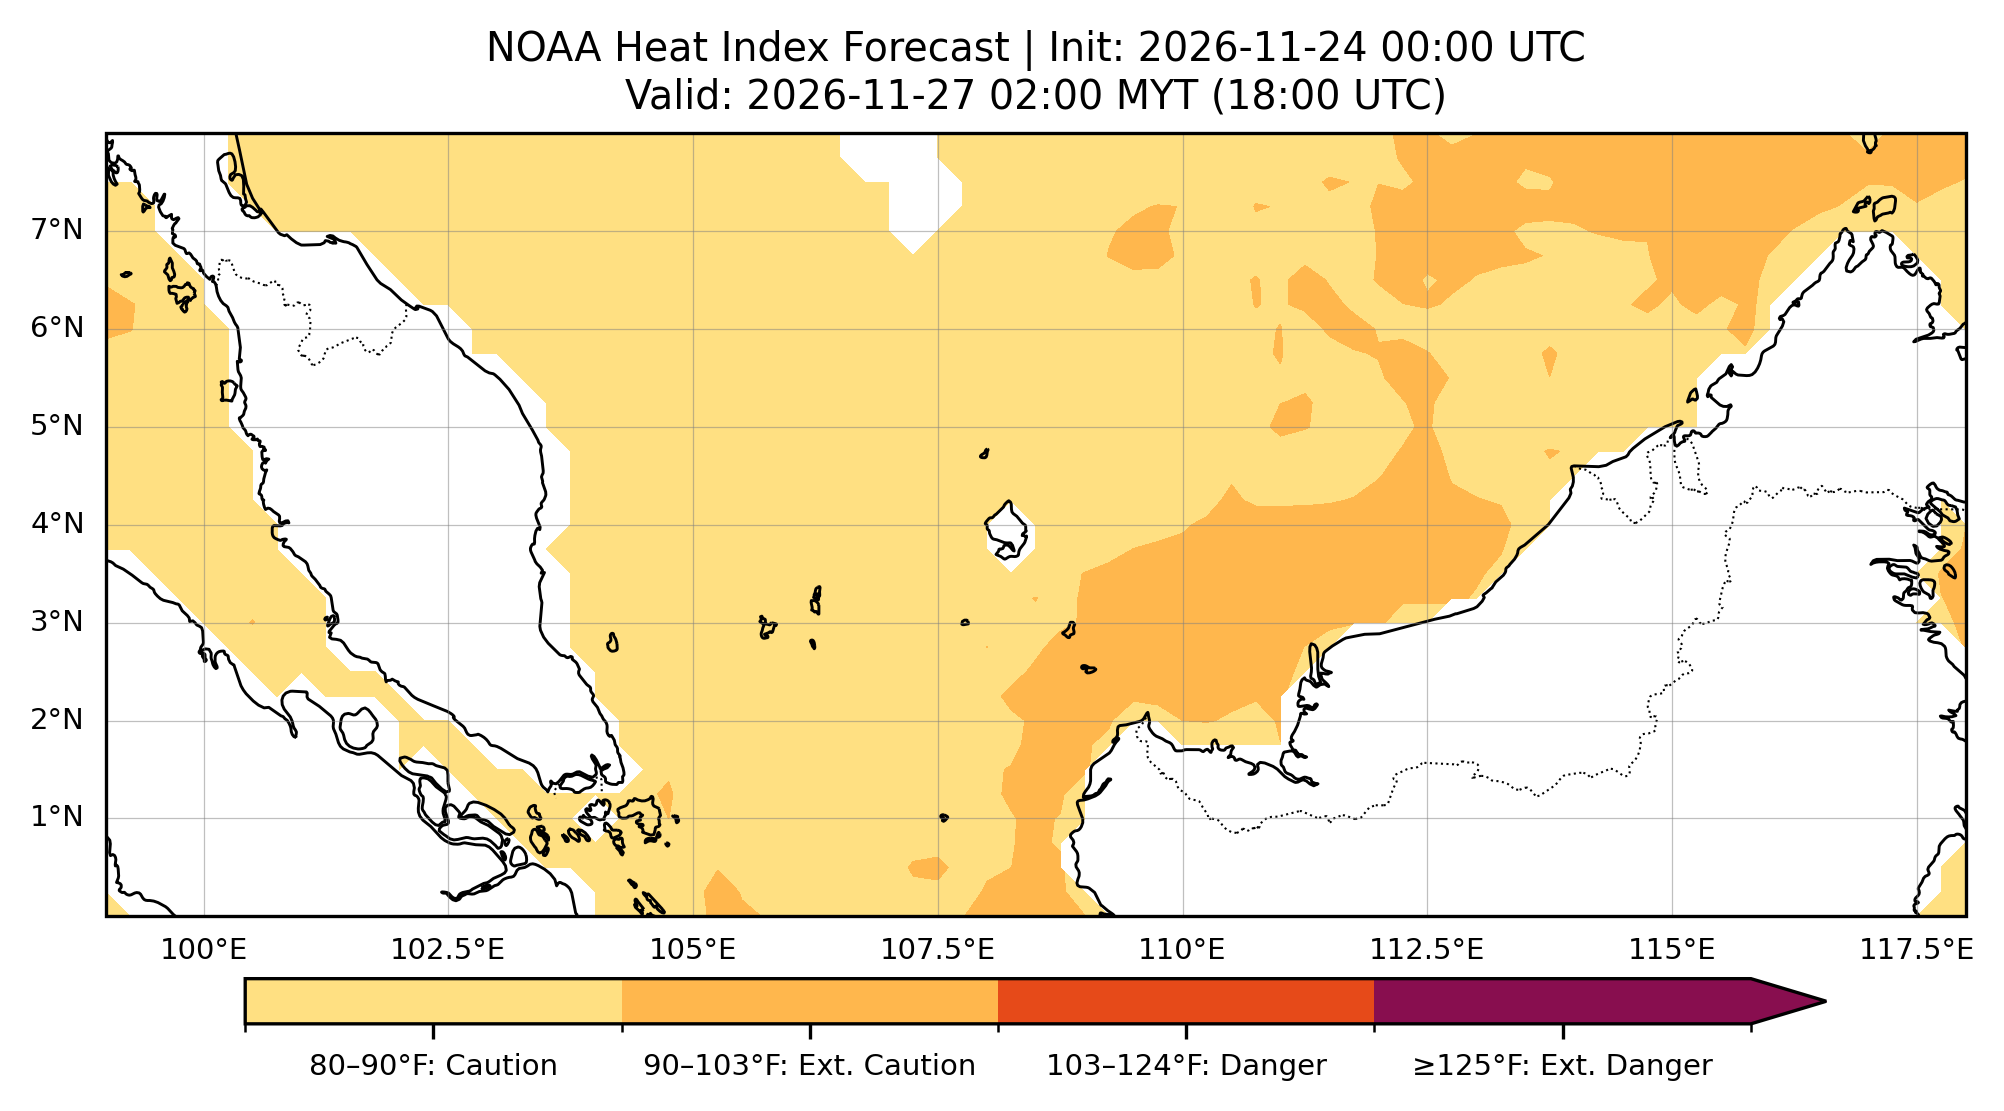 NOAA Heat Index Forecast | Init: 2026-11-24 00:00 UTC
Valid: 2026-11-27 02:00 MYT (18:00 UTC)
7°N
6°N
5°N
4°N
3°N
2°N
1°N
100°E 102.5°E 105°E 107.5°E 110°E 112.5°E 115°E 117.5°E
80–90°F: Caution 90–103°F: Ext. Caution 103–124°F: Danger ≥125°F: Ext. Danger